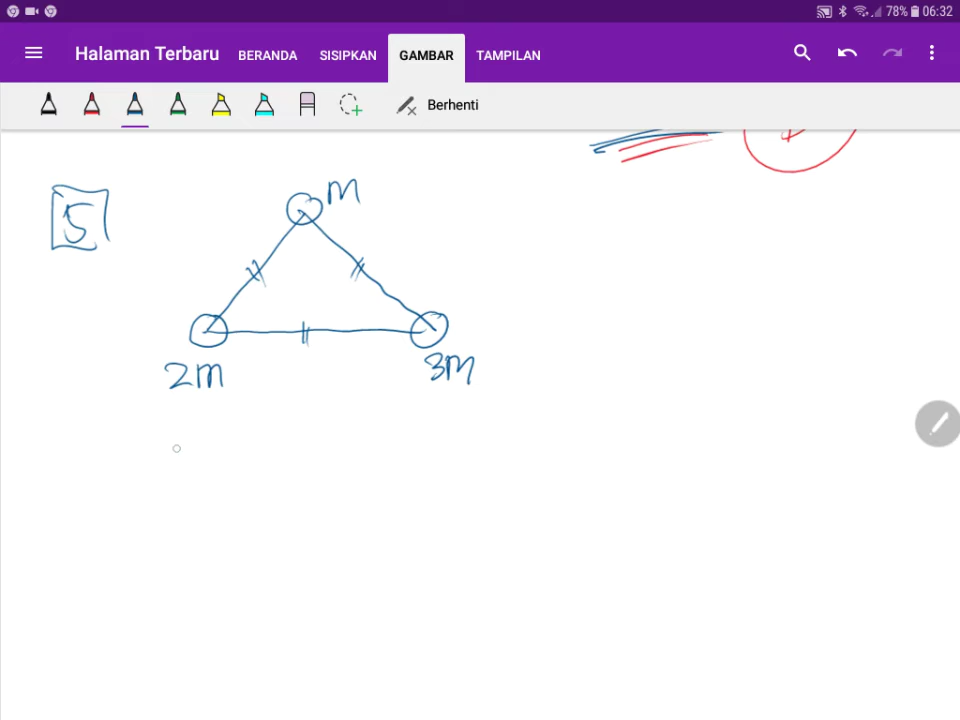 78% 06:32
Halaman Terbaru BERANDA SISIPKAN GAMBAR TAMPILAN
Berhenti
5
m
2m
3m